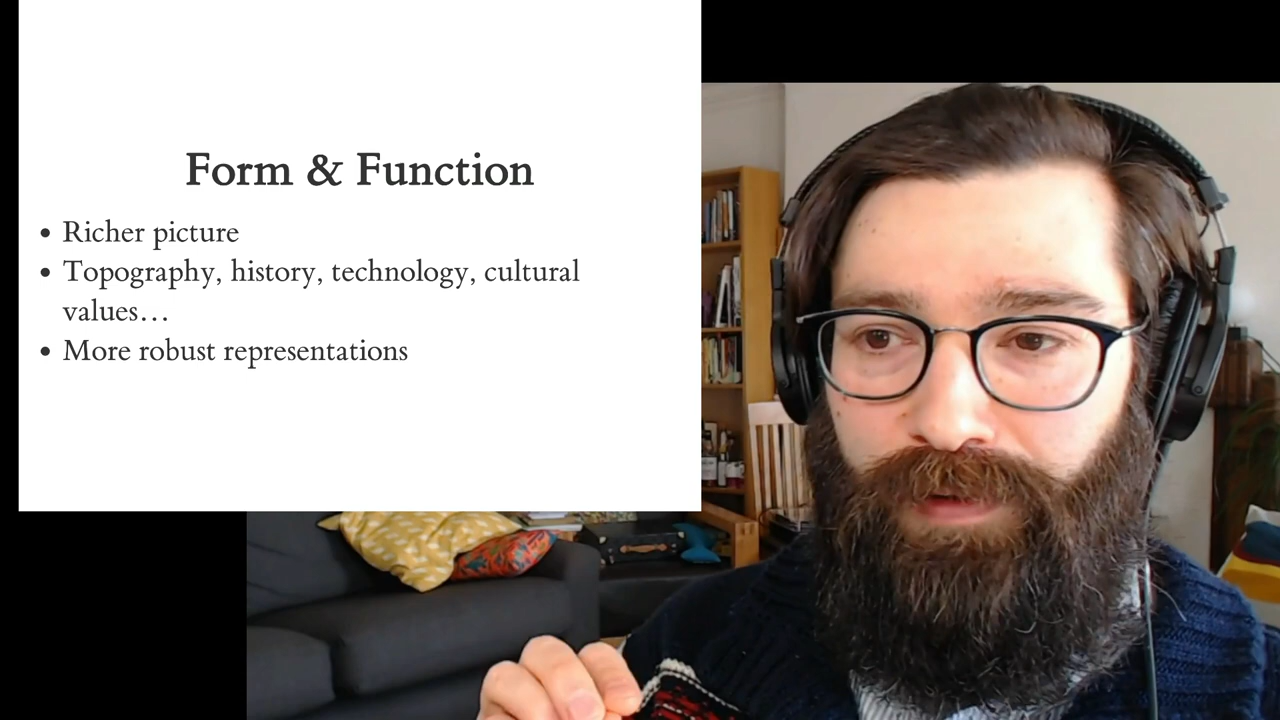 Form & Function
• Richer picture
• Topography, history, technology, cultural
values…
• More robust representations